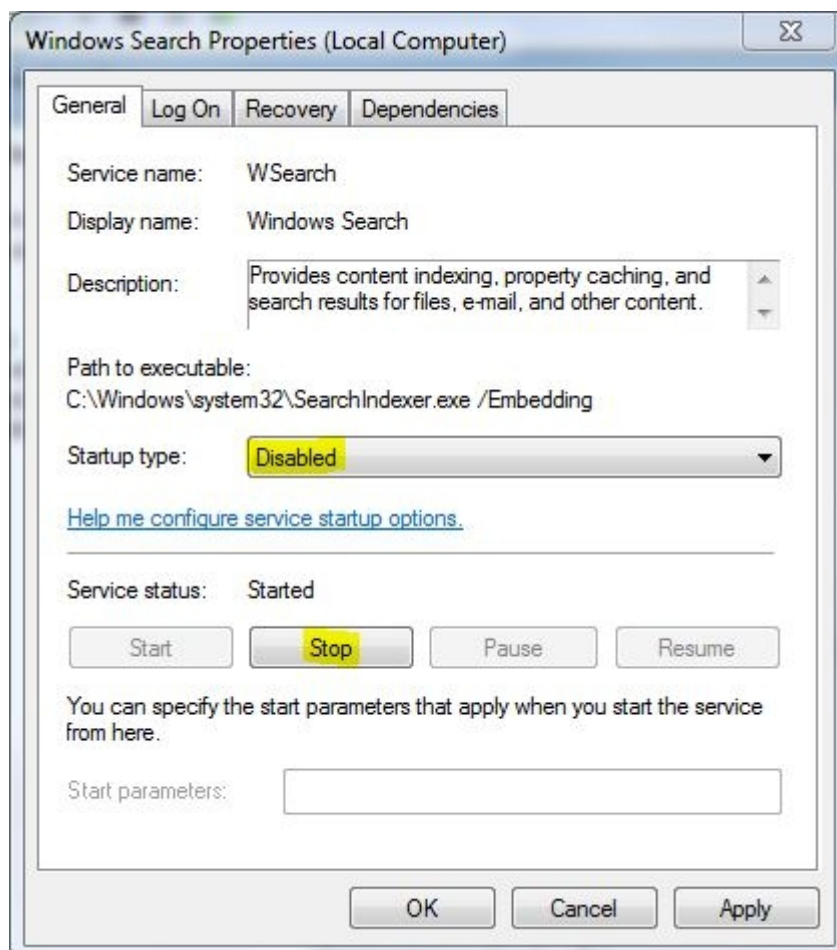 Windows Search Properties (Local Computer)
General Log On Recovery Dependencies
Service name: WSearch
Display name: Windows Search
Description: Provides content indexing, property caching, and
search results for files, e-mail, and other content.
Path to executable:
C:\Windows\system32\SearchIndexer.exe /Embedding
Startup type: Disabled
Help me configure service startup options.
Service status: Started
Start Stop Pause Resume
You can specify the start parameters that apply when you start the service
from here.
Start parameters:
OK Cancel Apply